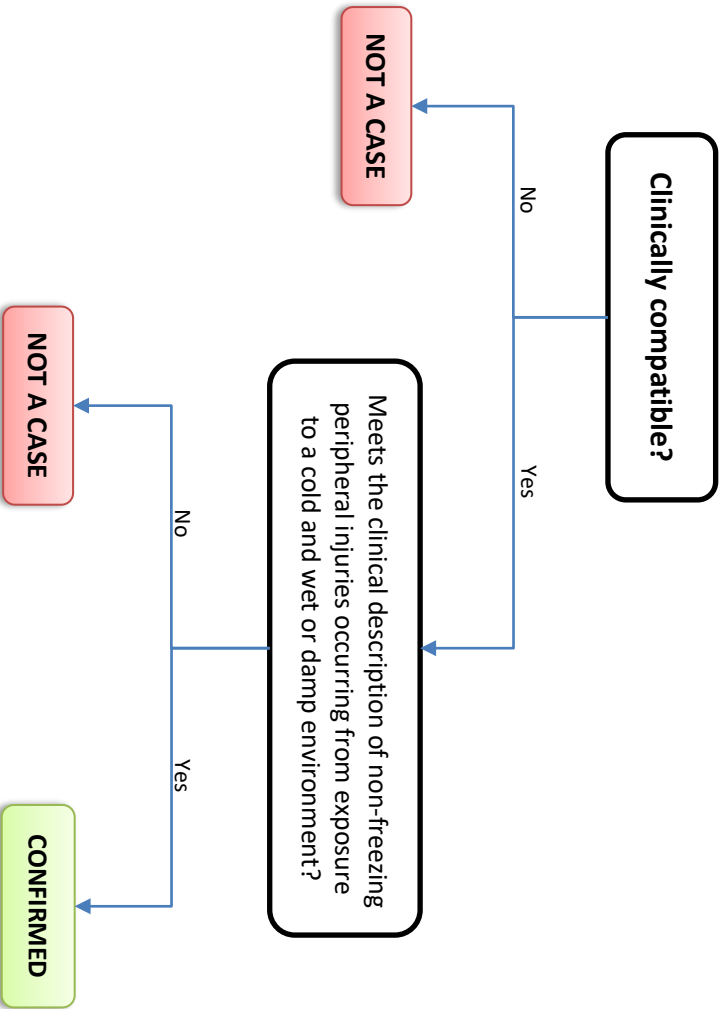 Clinically compatible?
No
Yes
NOT A CASE
Meets the clinical description of non-freezing
peripheral injuries occurring from exposure
to a cold and wet or damp environment?
No
Yes
NOT A CASE
CONFIRMED